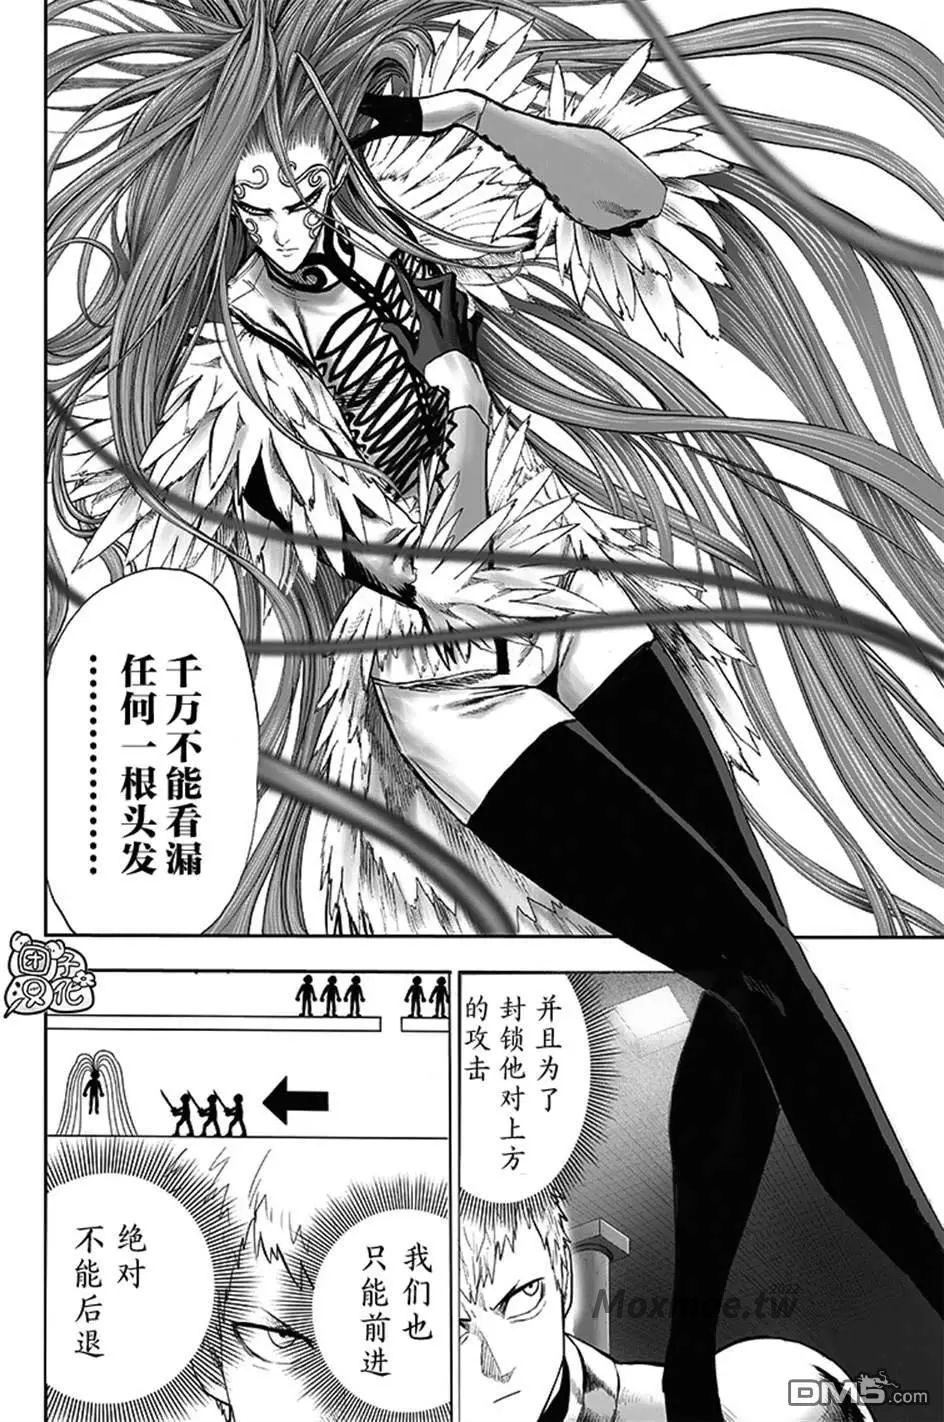 千万不能看漏
任何一根头发
…………
并且为了
封锁他对上方
的攻击
我们也
只能前进
绝对
不能后退
团子
汉化
2022
Moxmoe.tw
DM5.com